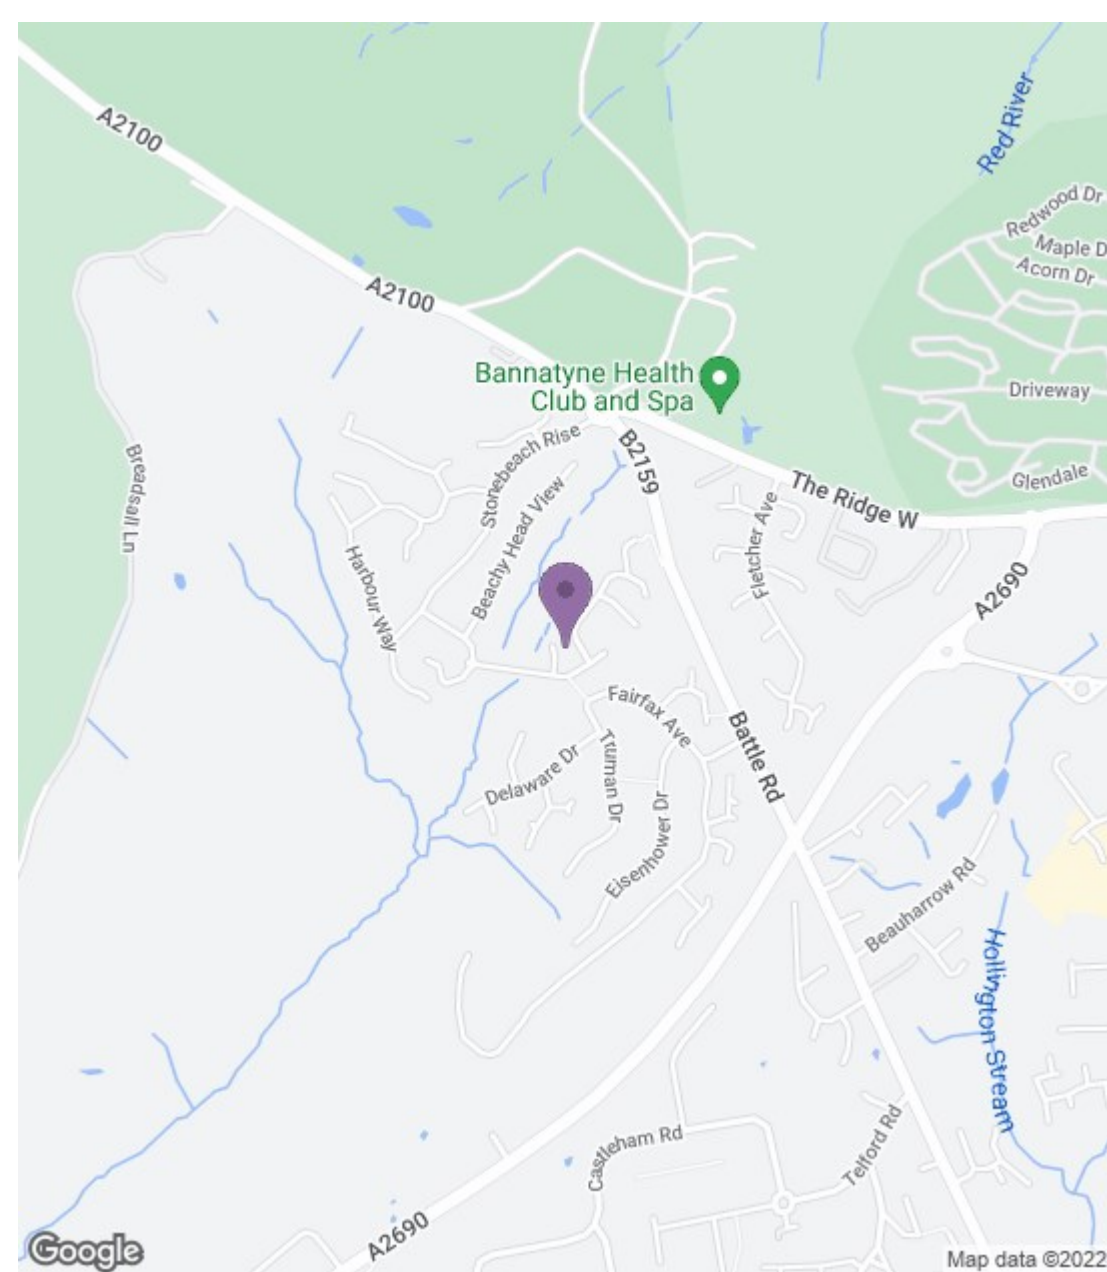 A2100
Red River
Redwood Dr
Maple D
Acorn Dr
A2100
Bannatyne Health
Club and Spa
Driveway
Stonebeach Rise
B2159
Breadsall Ln
Beachy Head View
The Ridge W
Glendale
Fletcher Ave
Harbour Way
A2690
Fairfax Ave
Battle Rd
Truman Dr
Delaware Dr
Eisenhower Dr
Beauharrow Rd
Hollington Stream
Castleham Rd
Telford Rd
A2690
Google
Map data ©2022